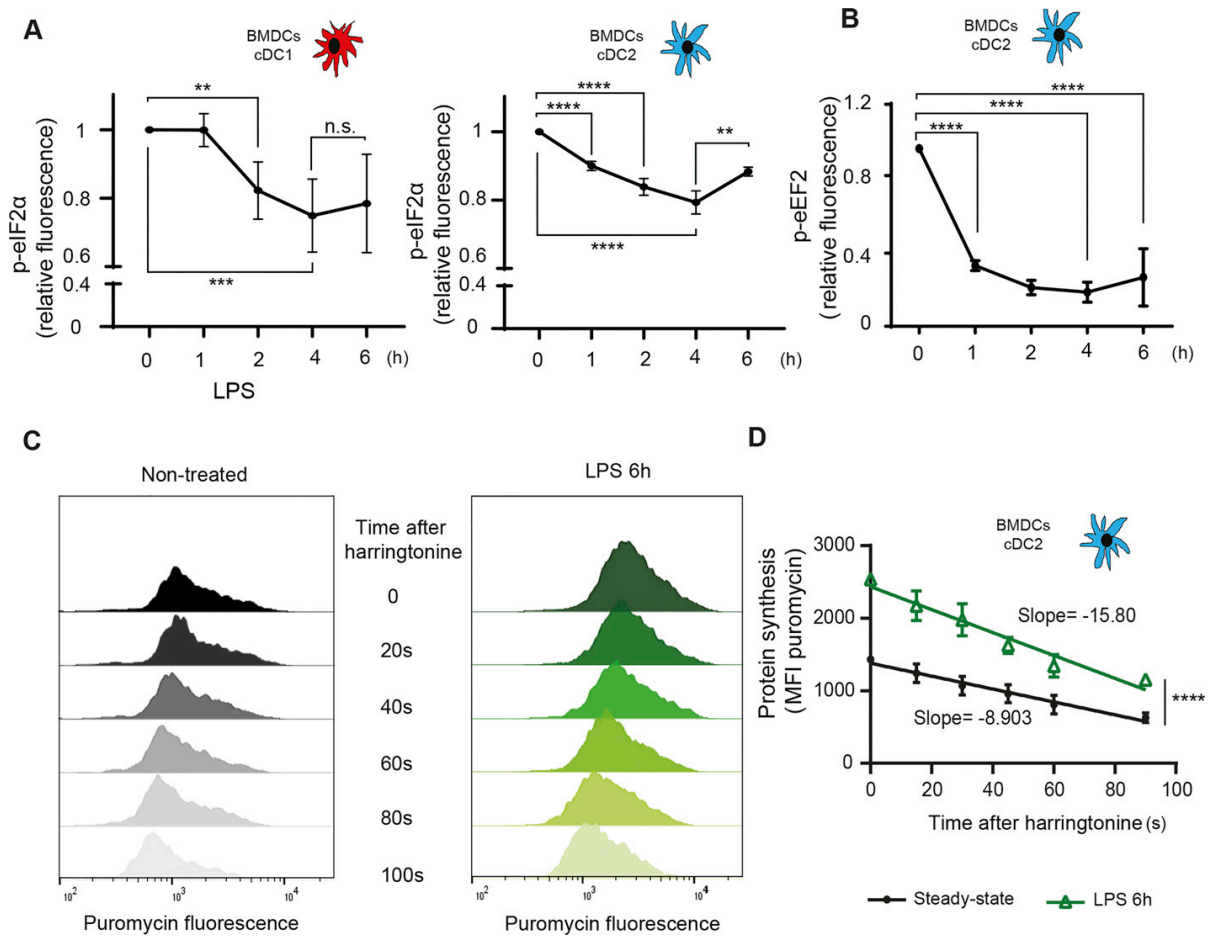 A
BMDCs
cDC1
p-eIF2α
(relative fluorescence)
1
0.8
0.6
0.4
0
**
n.s.
***
0 1 2 4 6 (h)
LPS
BMDCs
cDC2
p-eIF2α
(relative fluorescence)
1
0.8
0.6
0.4
0
****
****
**
****
0 1 2 4 6 (h)
B
BMDCs
cDC2
p-eEF2
(relative fluorescence)
1.2
0.8
0.4
0
****
****
****
0 1 2 4 6 (h)
C
Non-treated
LPS 6h
Time after
harringtonine
0
20s
40s
60s
80s
100s
10² 10³ 10⁴
Puromycin fluorescence
10² 10³ 10⁴
Puromycin fluorescence
D
BMDCs
cDC2
Protein synthesis
(MFI puromycin)
3000
2000
1000
0
Slope= -15.80
Slope= -8.903
****
0 20 40 60 80 100
Time after harringtonine (s)
Steady-state LPS 6h